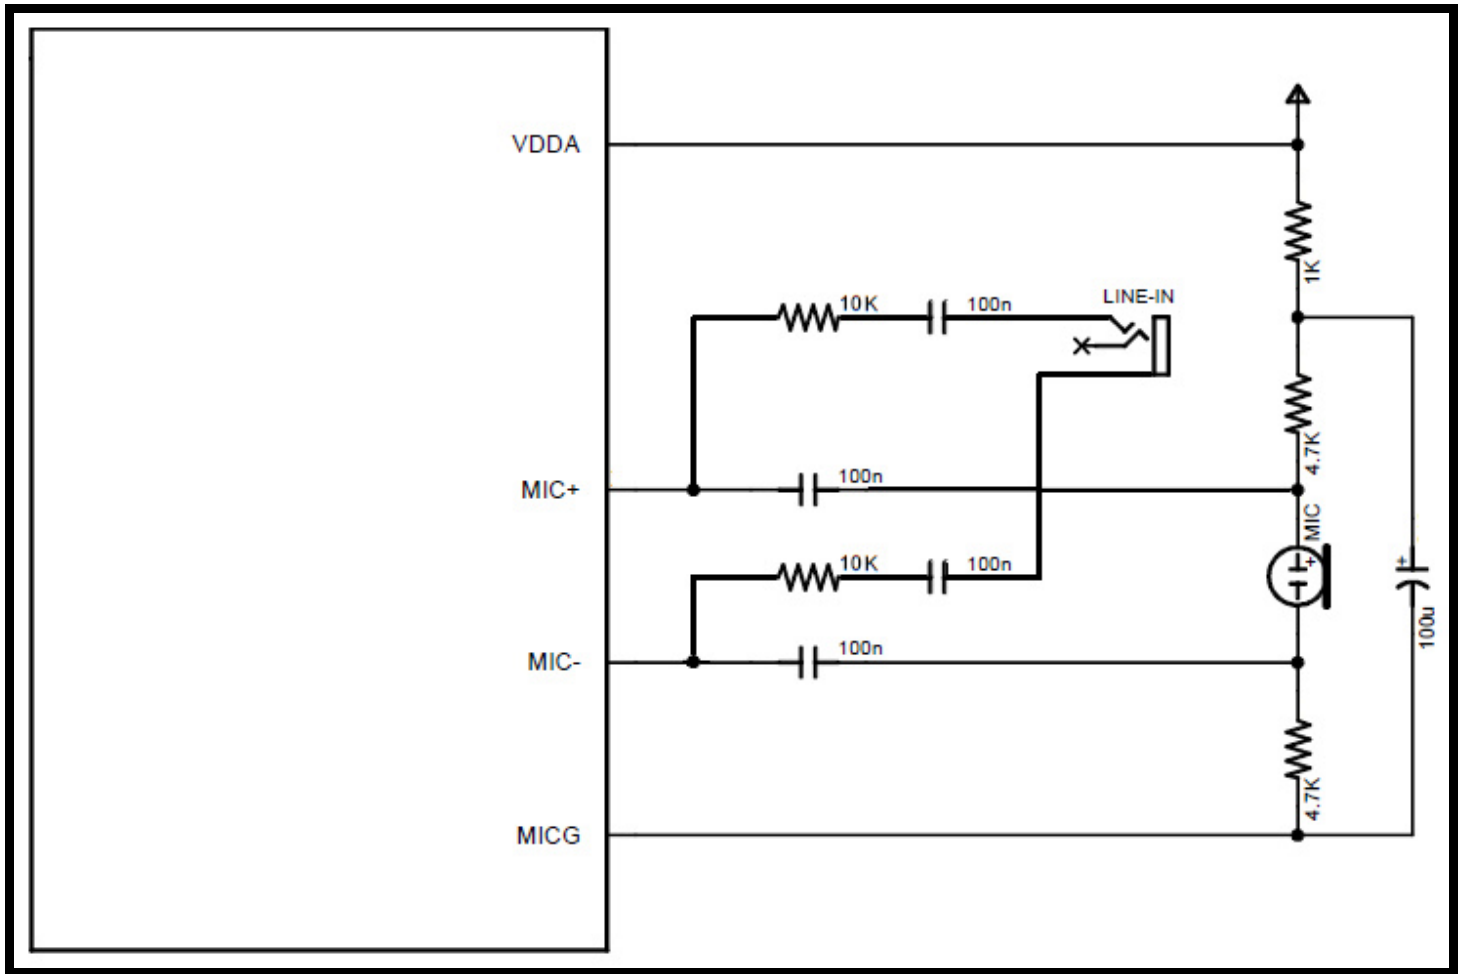 VDDA
1K
10K
100n
LINE-IN
4.7K
MIC+
100n
MIC
+
10K
100n
+
100u
MIC-
100n
4.7K
MICG